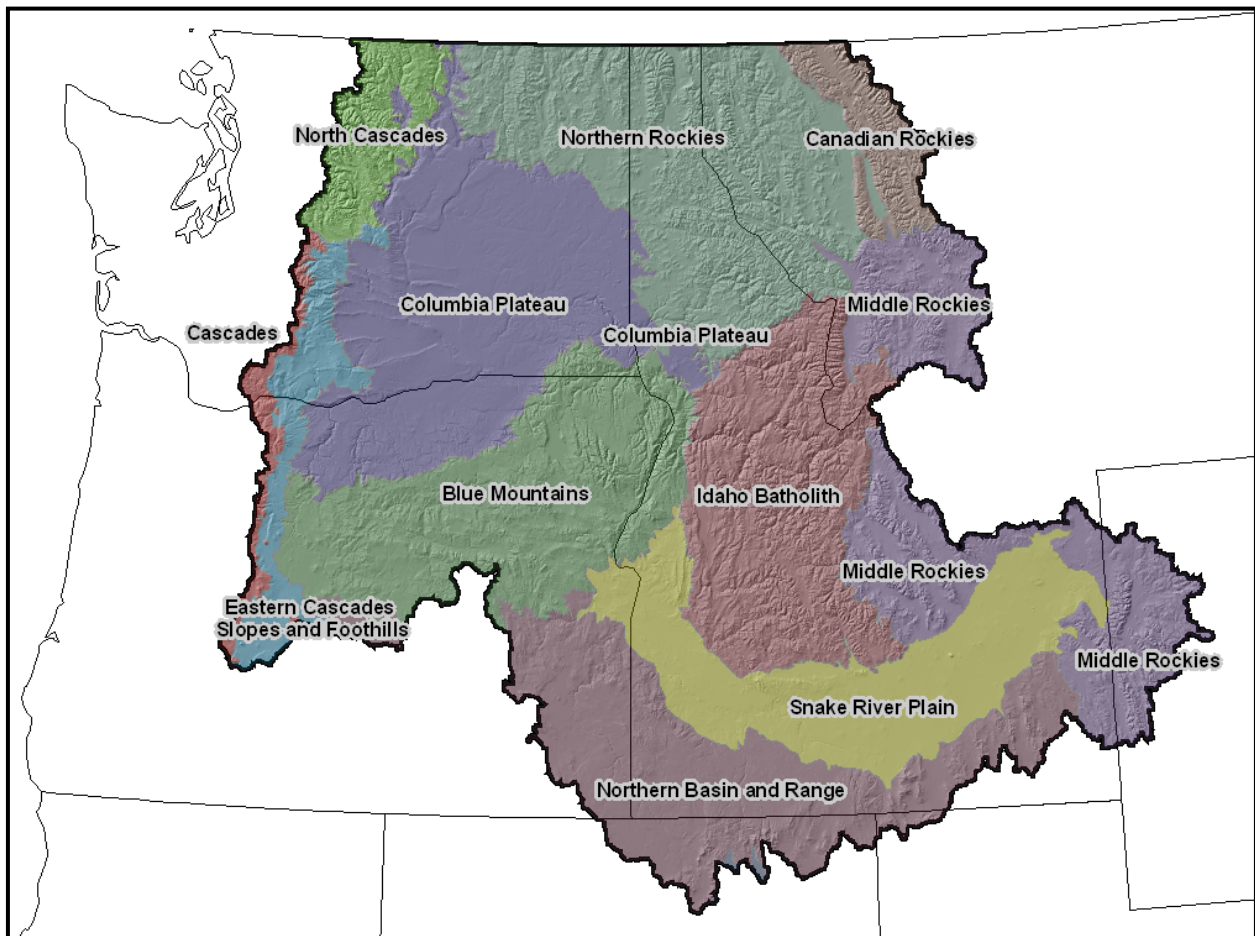 North Cascades
Northern Rockies
Canadian Rockies
Columbia Plateau
Middle Rockies
Cascades
Columbia Plateau
Blue Mountains
Idaho Batholith
Middle Rockies
Eastern Cascades
Slopes and Foothills
Middle Rockies
Snake River Plain
Northern Basin and Range